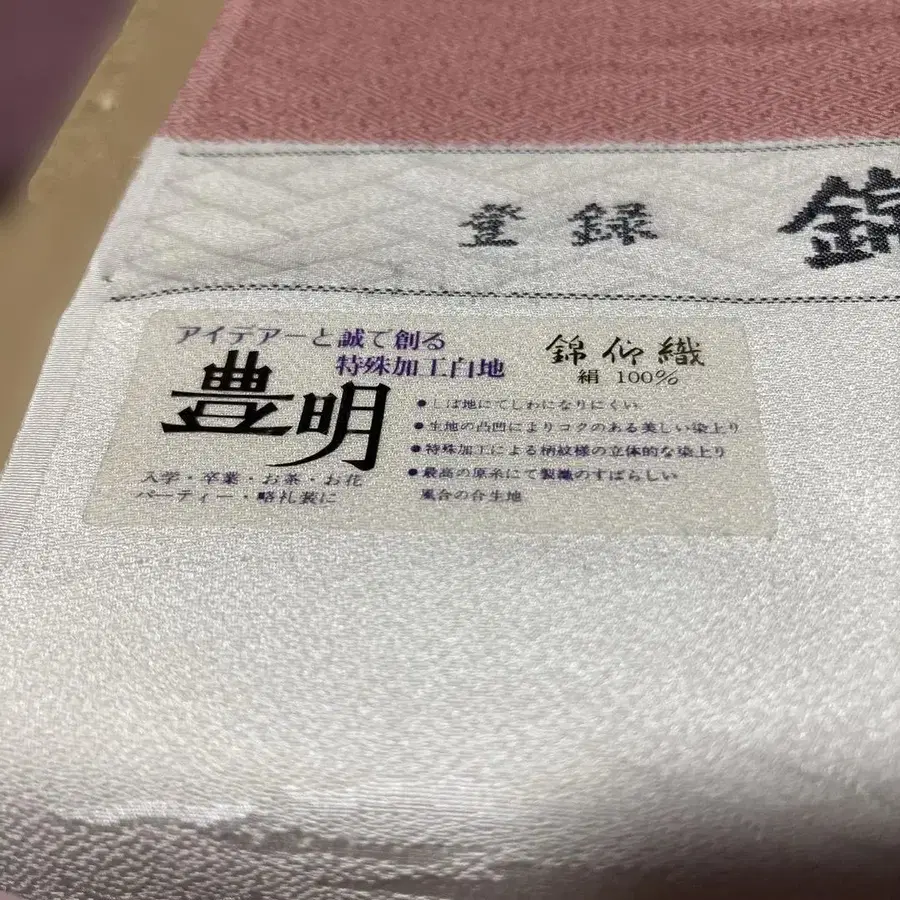 登録 錦
アイデアーと誠で創る
特殊加工白地
豊明
入学・卒業・お茶・お花
パーティー・略礼装に
錦仰織
絹 100%
●しぼ地にてしわになりにくい
●生地の凸凹によりコクのある美しい染上り
●特殊加工による柄紋様の立体的な染上り
●最高の原糸にて製織のすばらしい
風合の合生地